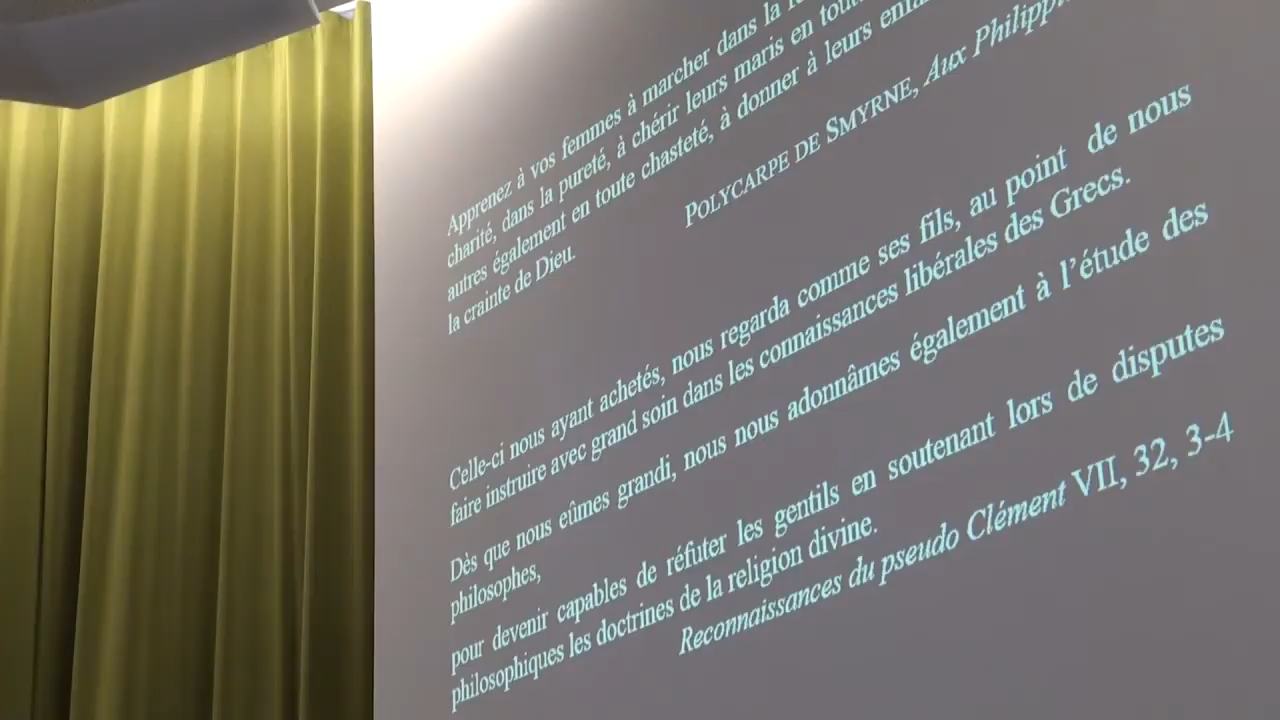 Apprenez à vos femmes à marcher dans la
charité, dans la pureté, à chérir leurs maris en
autres également en toute chasteté, à donner à leurs
la crainte de Dieu.
POLYCARPE DE SMYRNE, Aux
Celle-ci nous ayant achetés, nous regarda comme ses fils, au point de nous
faire instruire avec grand soin dans les connaissances libérales des Grecs.
Dès que nous eûmes grandi, nous nous adonnâmes également à l’étude des
philosophes,
pour devenir capables de réfuter les gentils en soutenant lors de disputes
philosophiques les doctrines de la religion divine.
Reconnaissances du pseudo Clément VII, 32, 3-4